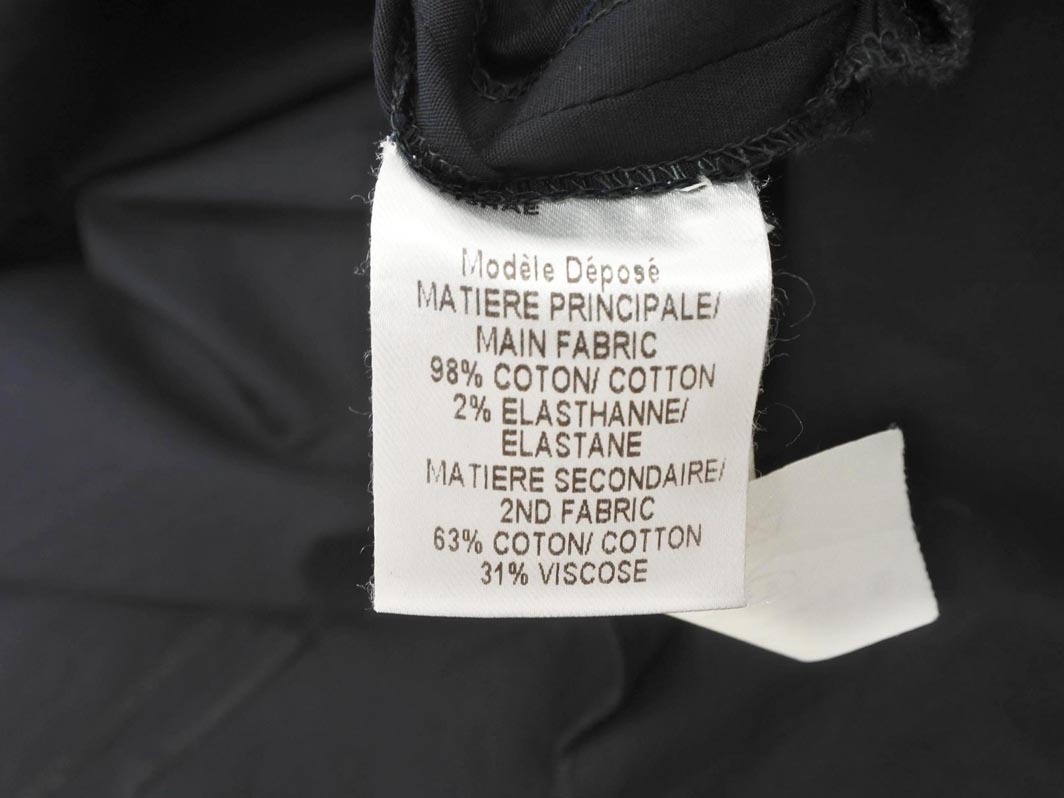 Modèle Déposé
MATIERE PRINCIPALE/
MAIN FABRIC
98% COTON/ COTTON
2% ELASTHANNE/
ELASTANE
MATIERE SECONDAIRE/
2ND FABRIC
63% COTON/ COTTON
31% VISCOSE